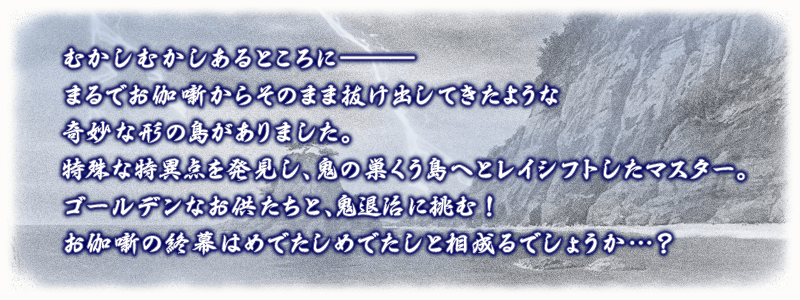 むかしむかしあるところに――――
まるでお伽噺からそのまま抜け出してきたような
奇妙な形の島がありました。
特殊な特異点を発見し、鬼の巣くう島へとレイシフトしたマスター。
ゴールデンなお供たちと、鬼退治に挑む！
お伽噺の終幕はめでたしめでたしと相成るでしょうか…？